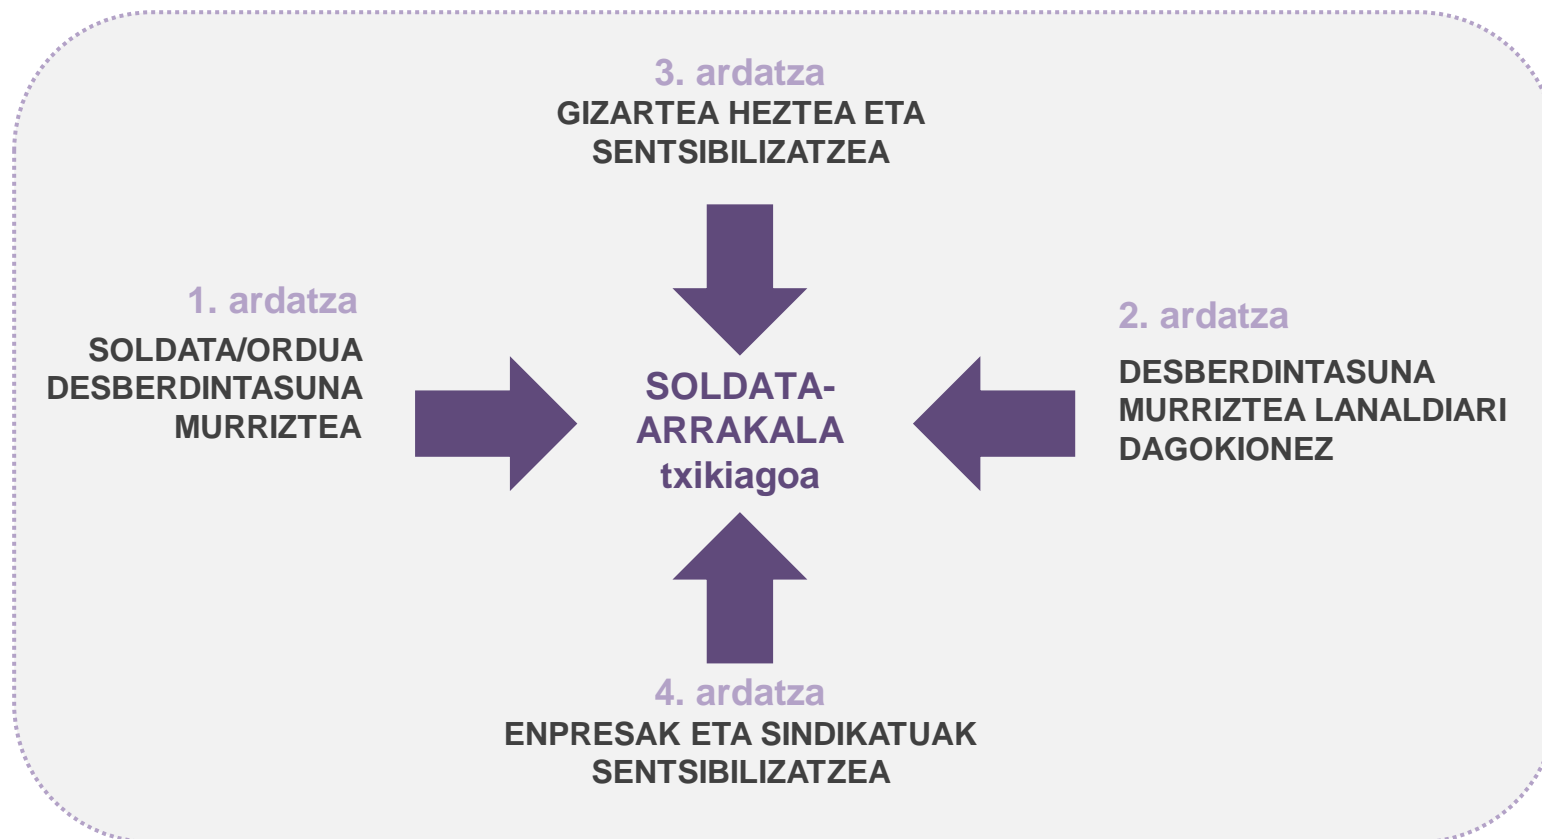 3. ardatza
GIZARTEA HEZTEA ETA
SENTSIBILIZATZEA
1. ardatza
SOLDATA/ORDUA
DESBERDINTASUNA
MURRIZTEA
SOLDATA-
ARRAKALA
txikiagoa
2. ardatza
DESBERDINTASUNA
MURRIZTEA LANALDIARI
DAGOKIONEZ
4. ardatza
ENPRESAK ETA SINDIKATUAK
SENTSIBILIZATZEA